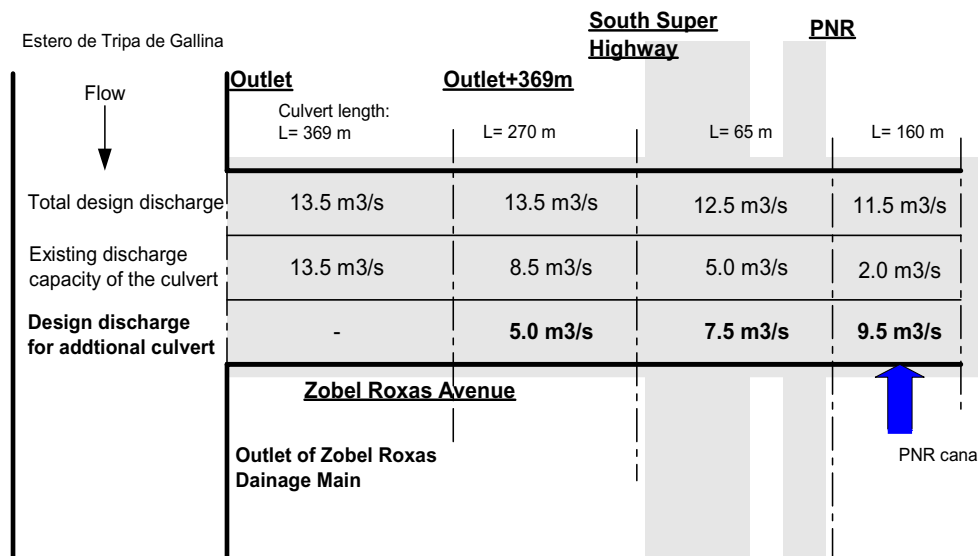 South Super
Highway
PNR
Estero de Tripa de Gallina
Outlet
Outlet+369m
Flow
Culvert length:
L= 369 m
L= 270 m
L= 65 m
L= 160 m
Total design discharge
13.5 m3/s
13.5 m3/s
12.5 m3/s
11.5 m3/s
Existing discharge
capacity of the culvert
13.5 m3/s
8.5 m3/s
5.0 m3/s
2.0 m3/s
Design discharge
for addtional culvert
-
5.0 m3/s
7.5 m3/s
9.5 m3/s
Zobel Roxas Avenue
Outlet of Zobel Roxas
Dainage Main
PNR cana